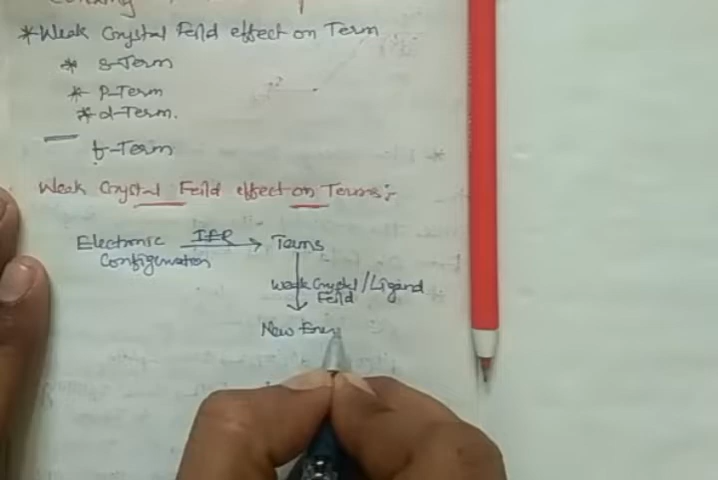 *Weak Crystal Feild effect on Term
* s-Term
* P-Term
* d-Term.
f-Term
Weak Crystal Feild effect on Terms:-
Electronic Configuration IER Terms
Weak Crystal/Ligand
Feild
New Ener